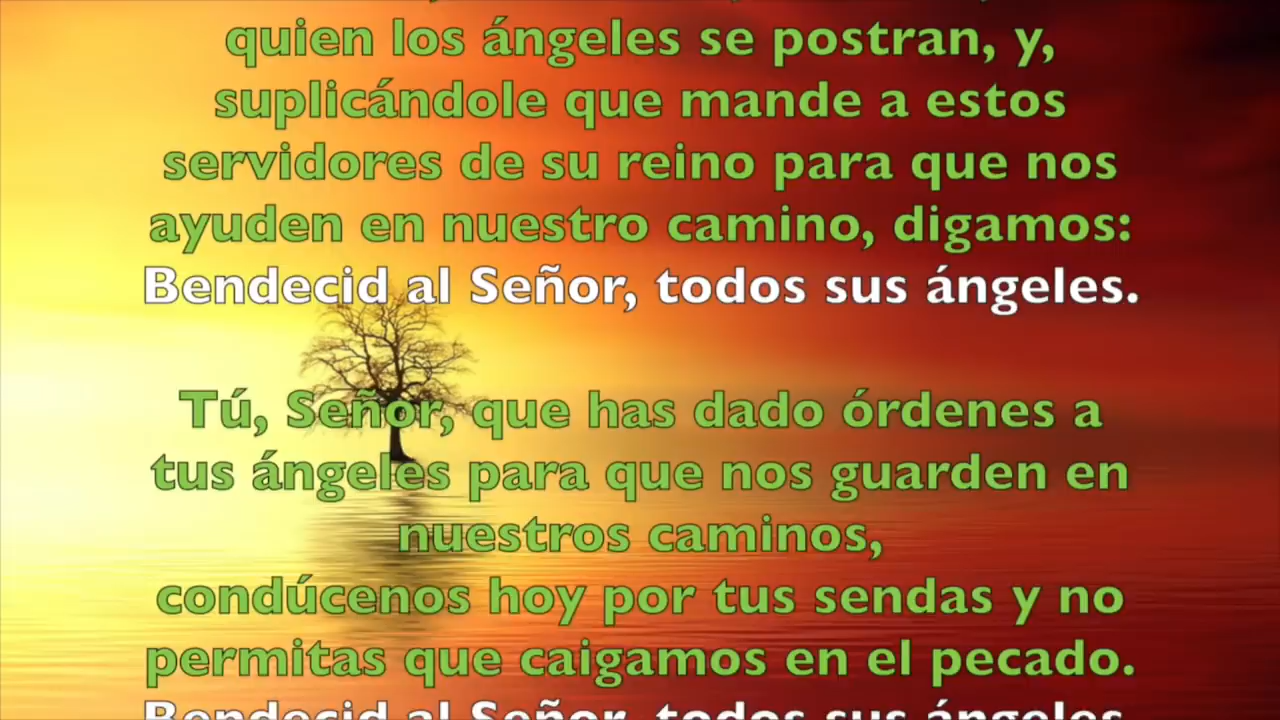 quien los ángeles se postran, y,
suplicándole que mande a estos
servidores de su reino para que nos
ayuden en nuestro camino, digamos:
Bendecid al Señor, todos sus ángeles.
Tú, Señor, que has dado órdenes a
tus ángeles para que nos guarden en
nuestros caminos,
condúcenos hoy por tus sendas y no
permitas que caigamos en el pecado.
Bendecid al Señor, todos sus ángeles.